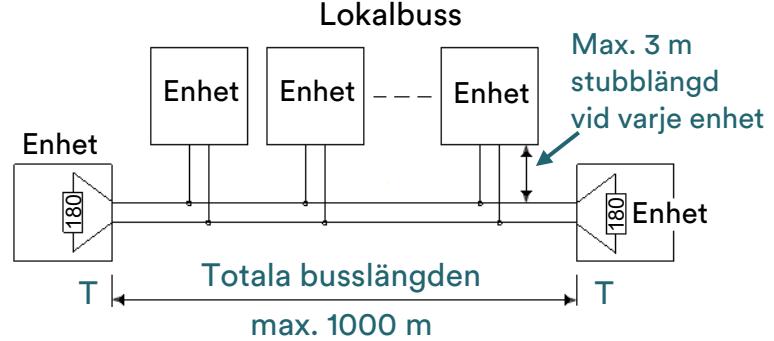 Lokalbuss
Max. 3 m
stubblängd
vid varje enhet
Enhet
Enhet
Enhet
Enhet
180
180
Enhet
T
Totala busslängden
T
max. 1000 m